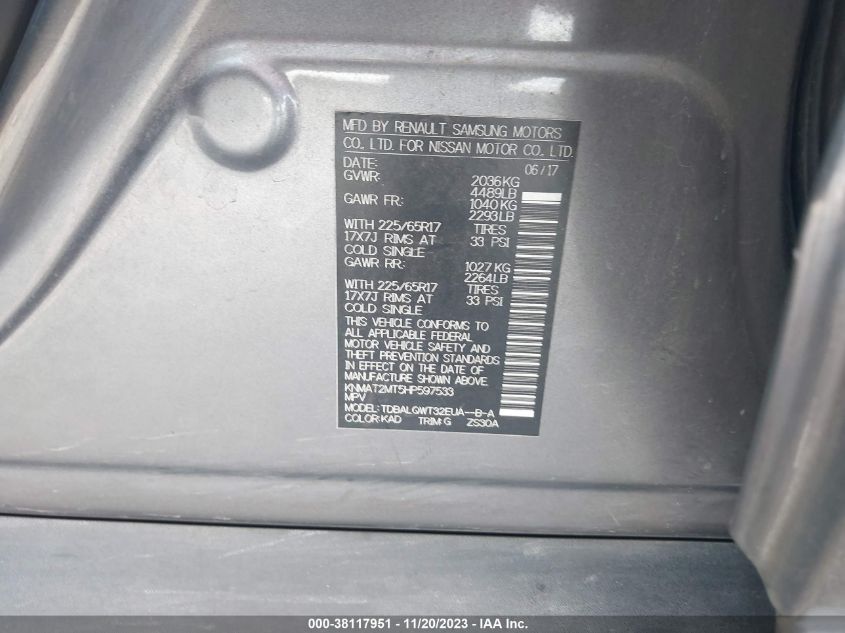 MFD BY RENAULT SAMSUNG MOTORS
CO., LTD. FOR NISSAN MOTOR CO., LTD.
DATE: 06/17
GVWR: 2036KG
4489LB
GAWR FR: 1040KG
2293LB
WITH 225/65R17 TIRES
17X7J RIMS AT 33 PSI
COLD SINGLE
GAWR RR: 1027KG
2264LB
WITH 225/65R17 TIRES
17X7J RIMS AT 33 PSI
COLD SINGLE
THIS VEHICLE CONFORMS TO
ALL APPLICABLE FEDERAL
MOTOR VEHICLE SAFETY AND
THEFT PREVENTION STANDARDS
IN EFFECT ON THE DATE OF
MANUFACTURE SHOWN ABOVE.
KNMAT2MT5HP597533
MPV
MODEL: TDBALGWT32EUA--B-A
COLOR:KAD TRIM:G ZS30A
000-38117951 - 11/20/2023 - IAA Inc.